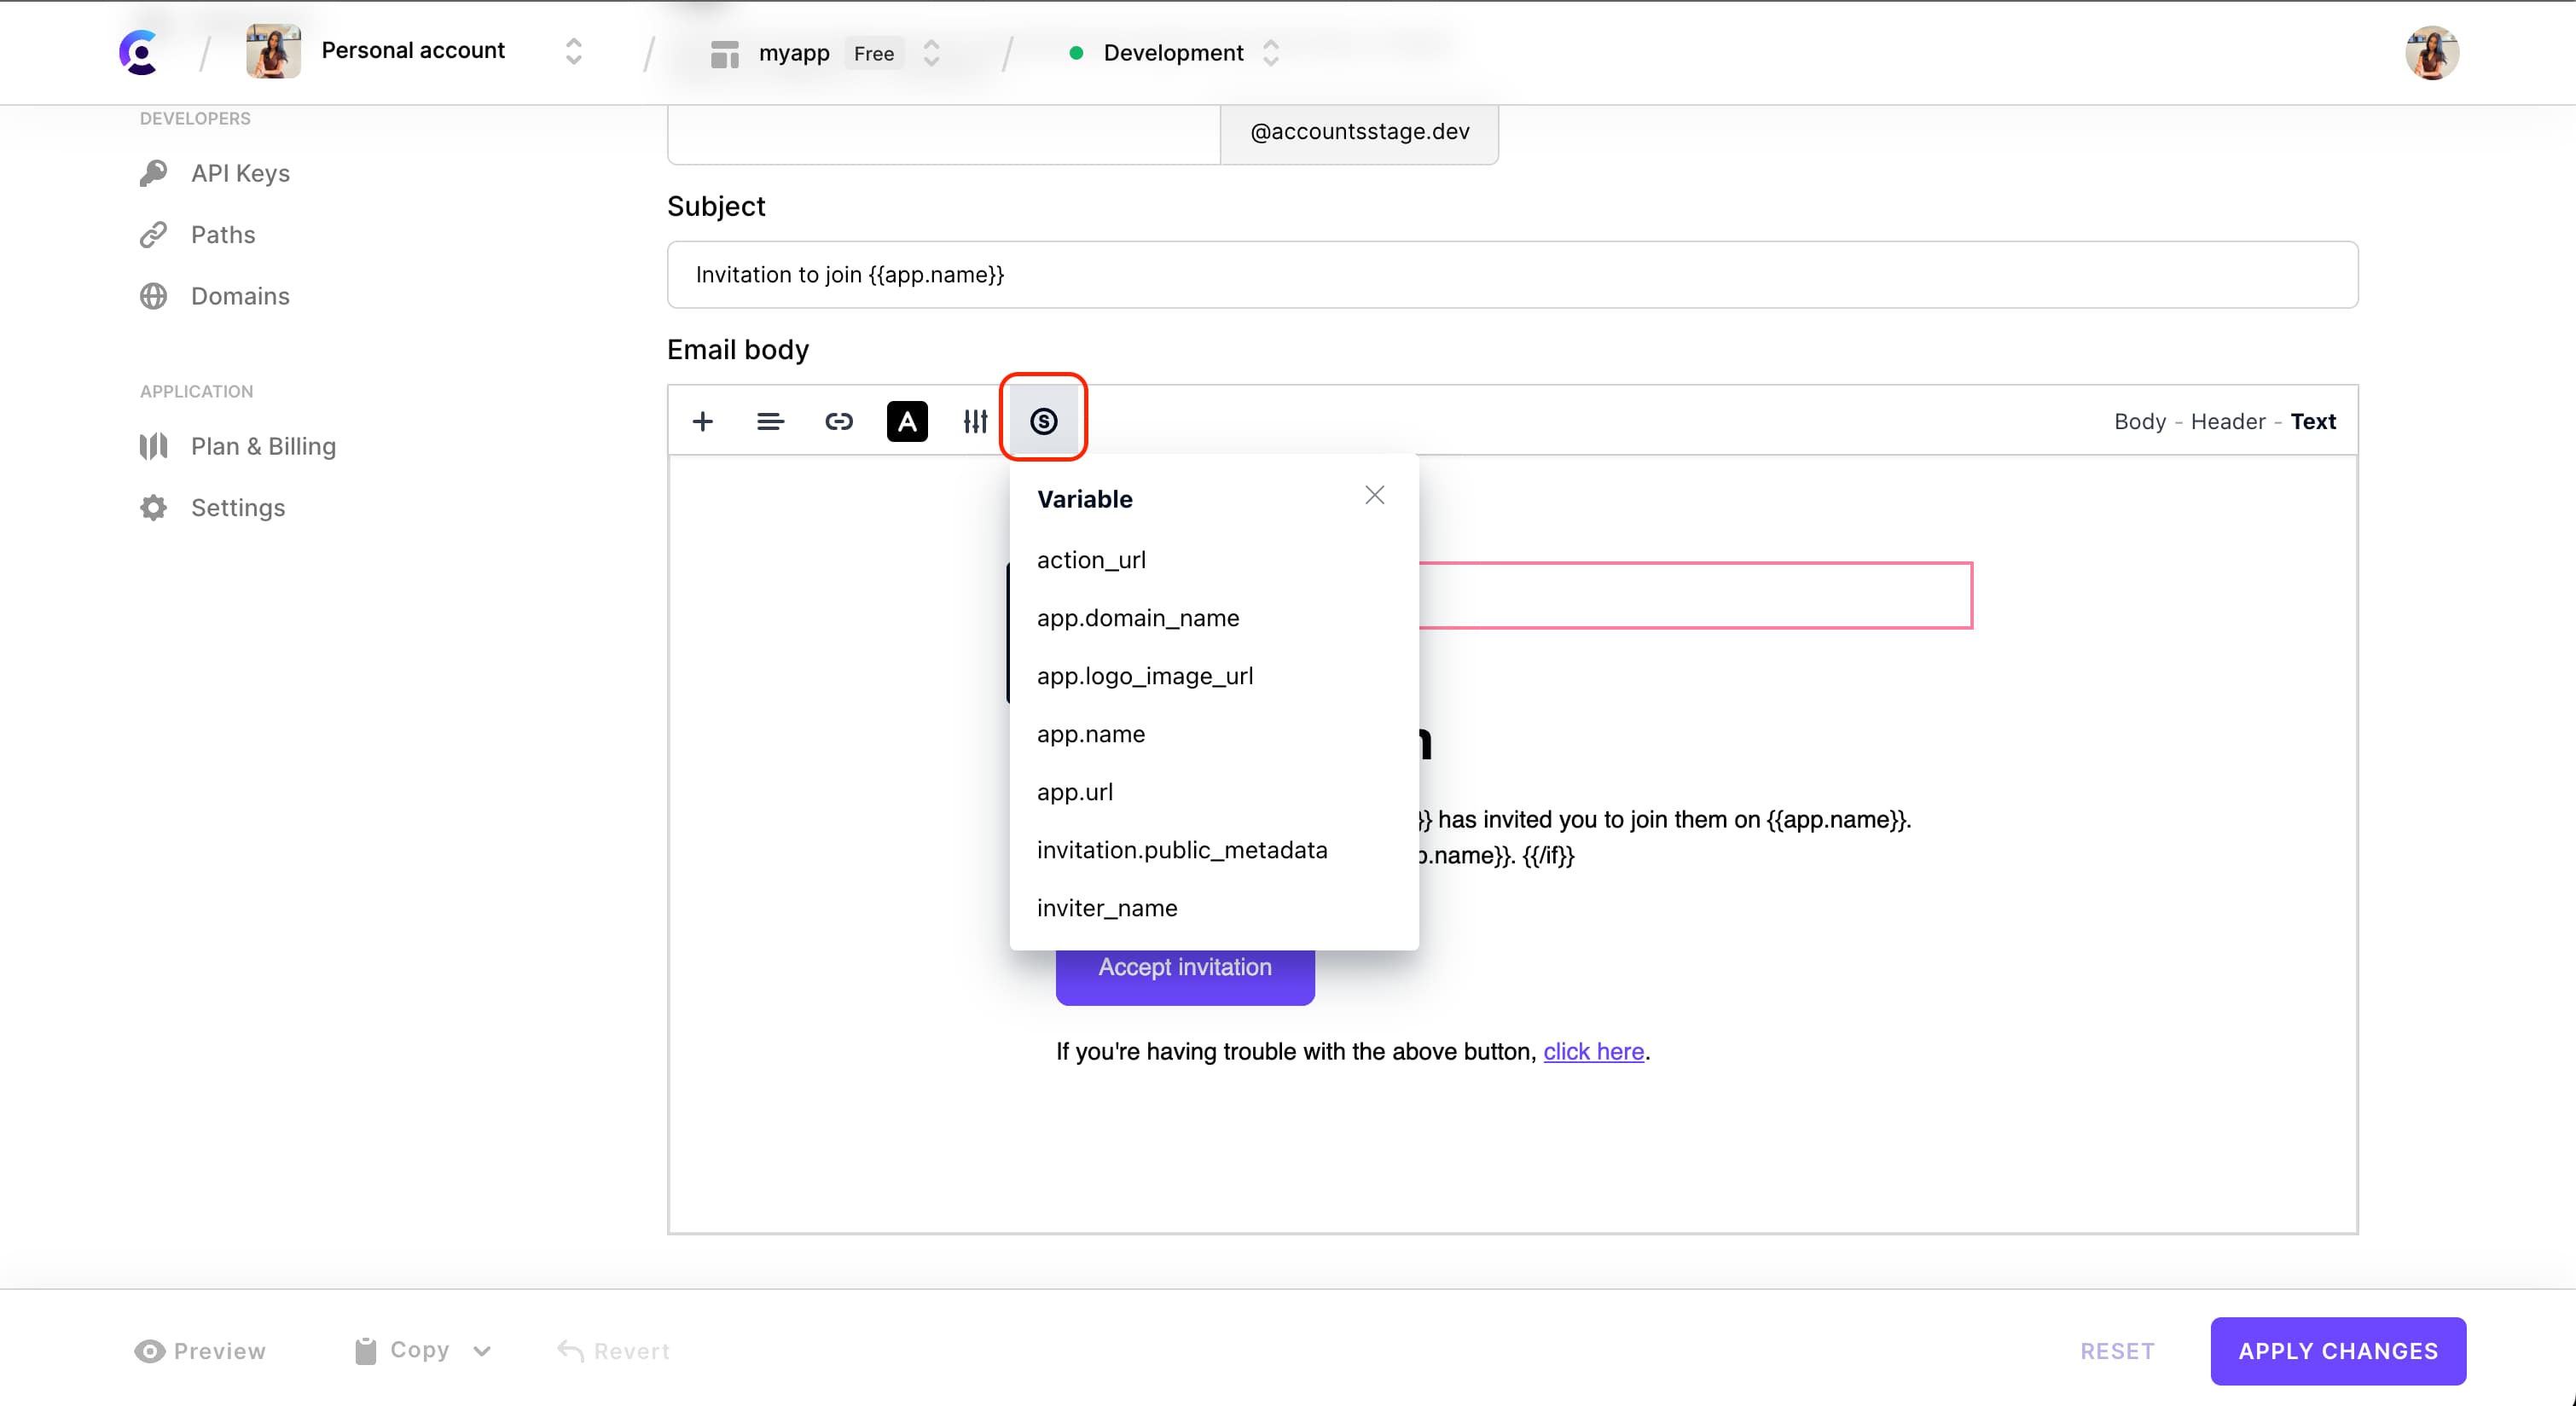 Personal account
myapp Free
Development
DEVELOPERS
API Keys
Paths
Domains
APPLICATION
Plan & Billing
Settings
@accountsstage.dev
Subject
Invitation to join {{app.name}}
Email body
A
S
Body - Header - Text
Variable
action_url
app.domain_name
app.logo_image_url
app.name
app.url
invitation.public_metadata
inviter_name
}} has invited you to join them on {{app.name}}.
.name}}. {{/if}}
Accept invitation
If you're having trouble with the above button, click here.
Preview
Copy
Revert
RESET
APPLY CHANGES